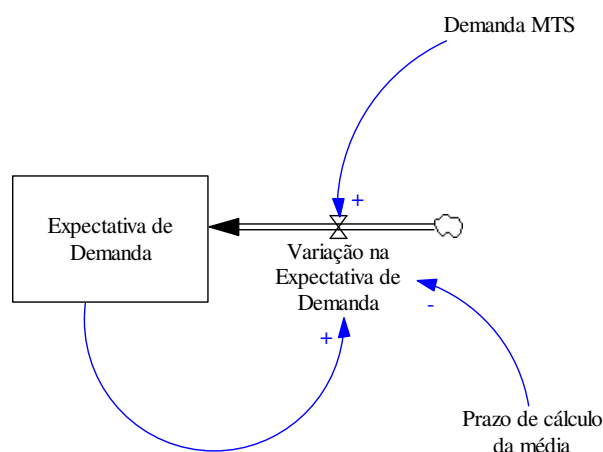 Demanda MTS
+
Expectativa de
Demanda
Variação na
Expectativa de
Demanda
-
+
Prazo de cálculo
da média